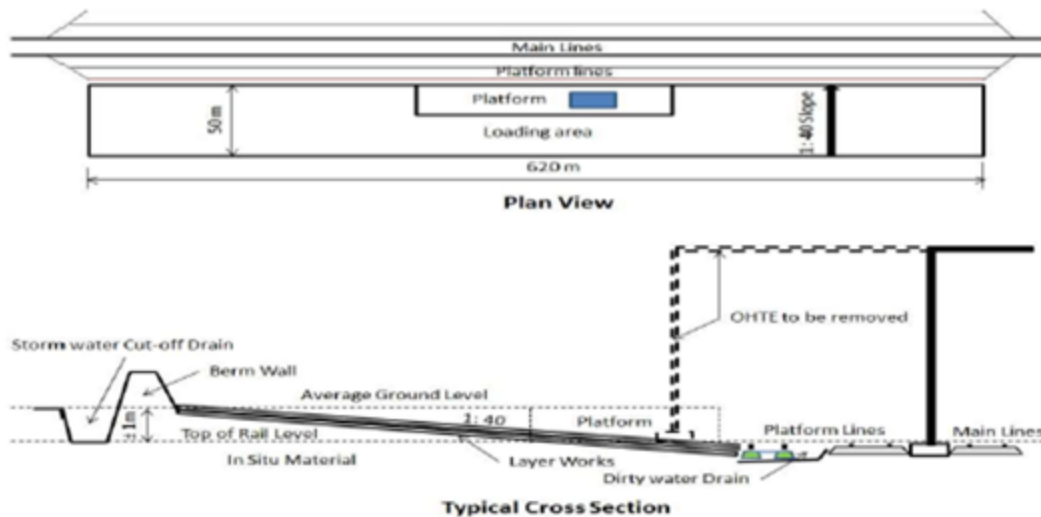 Main Lines
Platform lines
Platform
Loading area
50m
1:40 Slope
620 m
Plan View
OHTE to be removed
Storm water Cut-off Drain
Berm Wall
Average Ground Level
1:40
Platform
Platform Lines
Main Lines
± 1m
Top of Rail Level
In Situ Material
Layer Works
Dirty water Drain
Typical Cross Section